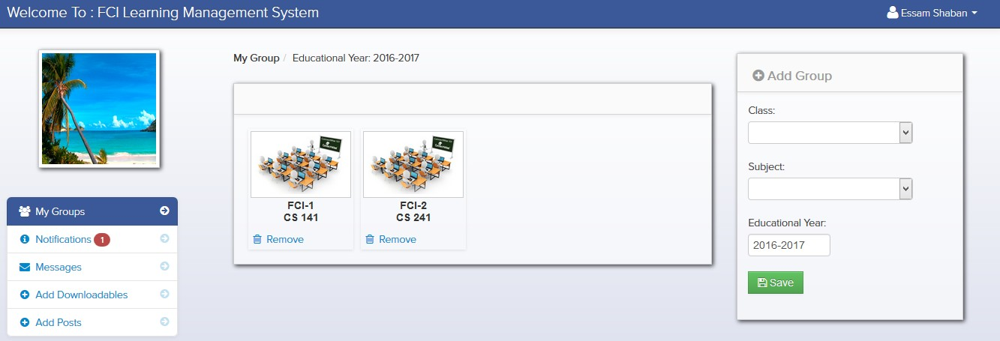 Welcome To : FCI Learning Management System
Essam Shaban
My Group / Educational Year: 2016-2017
FCI-1
CS 141
Remove
FCI-2
CS 241
Remove
My Groups
Notifications 1
Messages
Add Downloadables
Add Posts
Add Group
Class:
Subject:
Educational Year:
2016-2017
Save